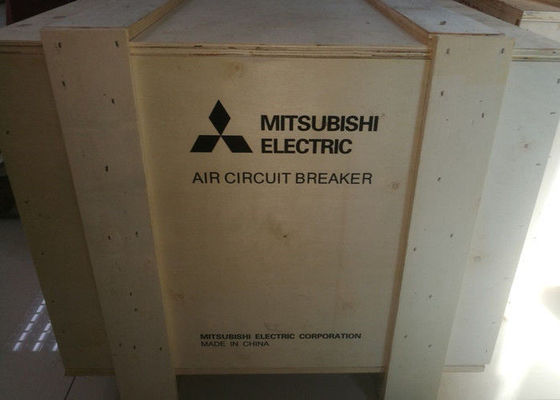 MITSUBISHI
ELECTRIC
AIR CIRCUIT BREAKER
MITSUBISHI ELECTRIC CORPORATION
MADE IN CHINA